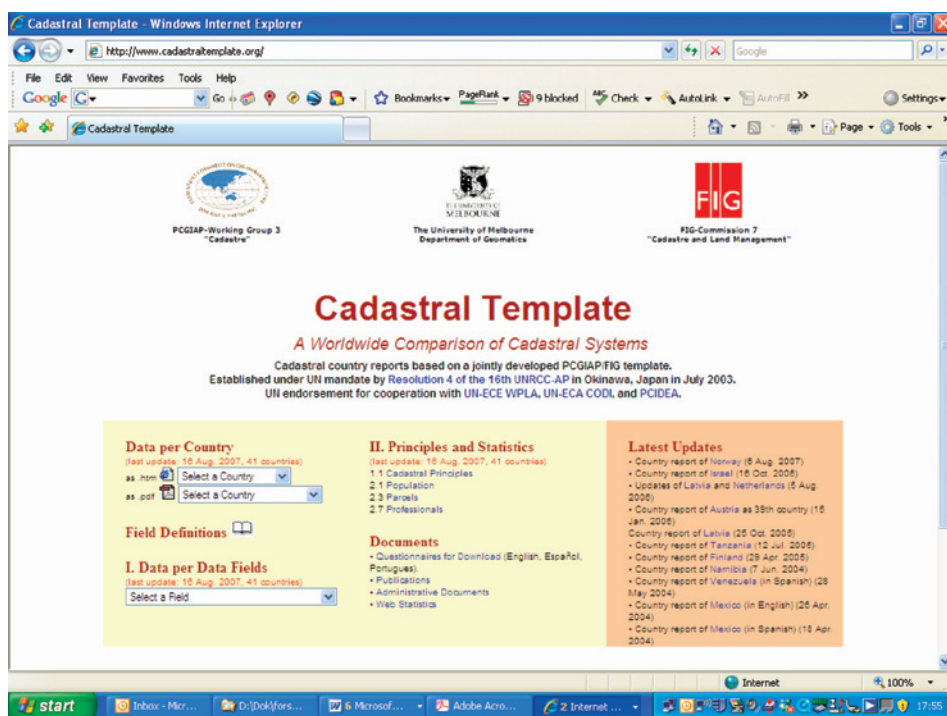 Cadastral Template - Windows Internet Explorer
http://www.cadastraltemplate.org/
Google
File Edit View Favorites Tools Help
Google G Go Bookmarks PageRank 9 blocked Check AutoLink AutoFill Settings
Cadastral Template
Page Tools
PCGIAP-Working Group 3
"Cadastre"
THE UNIVERSITY OF
MELBOURNE
The University of Melbourne
Department of Geomatics
FIG
FIG-Commission 7
"Cadastre and Land Management"
Cadastral Template
A Worldwide Comparison of Cadastral Systems
Cadastral country reports based on a jointly developed PCGIAP/FIG template.
Established under UN mandate by Resolution 4 of the 16th UNRCC-AP in Okinawa, Japan in July 2003.
UN endorsement for cooperation with UN-ECE WPLA, UN-ECA CODI, and PCIDEA.
Data per Country
(last update: 16 Aug. 2007, 41 countries)
as .htm Select a Country
as .pdf Select a Country
Field Definitions
I. Data per Data Fields
(last update: 16 Aug. 2007, 41 countries)
Select a Field
II. Principles and Statistics
(last update: 16 Aug. 2007, 41 countries)
1.1 Cadastral Principles
2.1 Population
2.3 Parcels
2.7 Professionals
Documents
• Questionnaires for Download (English, Español,
Portugues).
• Publications
• Administrative Documents
• Web Statistics
Latest Updates
• Country report of Norway (6 Aug. 2007)
• Country report of Israel (16 Oct. 2006)
• Updates of Latvia and Netherlands (5 Aug.
2006)
• Country report of Austria as 39th country (15
Jan. 2006)
Country report of Latvia (25 Oct. 2005)
• Country report of Tanzania (12 Jul. 2005)
• Country report of Finland (29 Apr. 2005)
• Country report of Namibia (7 Jun. 2004)
• Country report of Venezuela (in Spanish) (28
May 2004)
• Country report of Mexico (in English) (26 Apr.
2004)
• Country report of Mexico (in Spanish) (16 Apr.
2004)
Internet 100%
start Inbox - Micr... D:\Dok\fors... 6 Microsof... Adobe Acro... 2 Internet ... 17:55